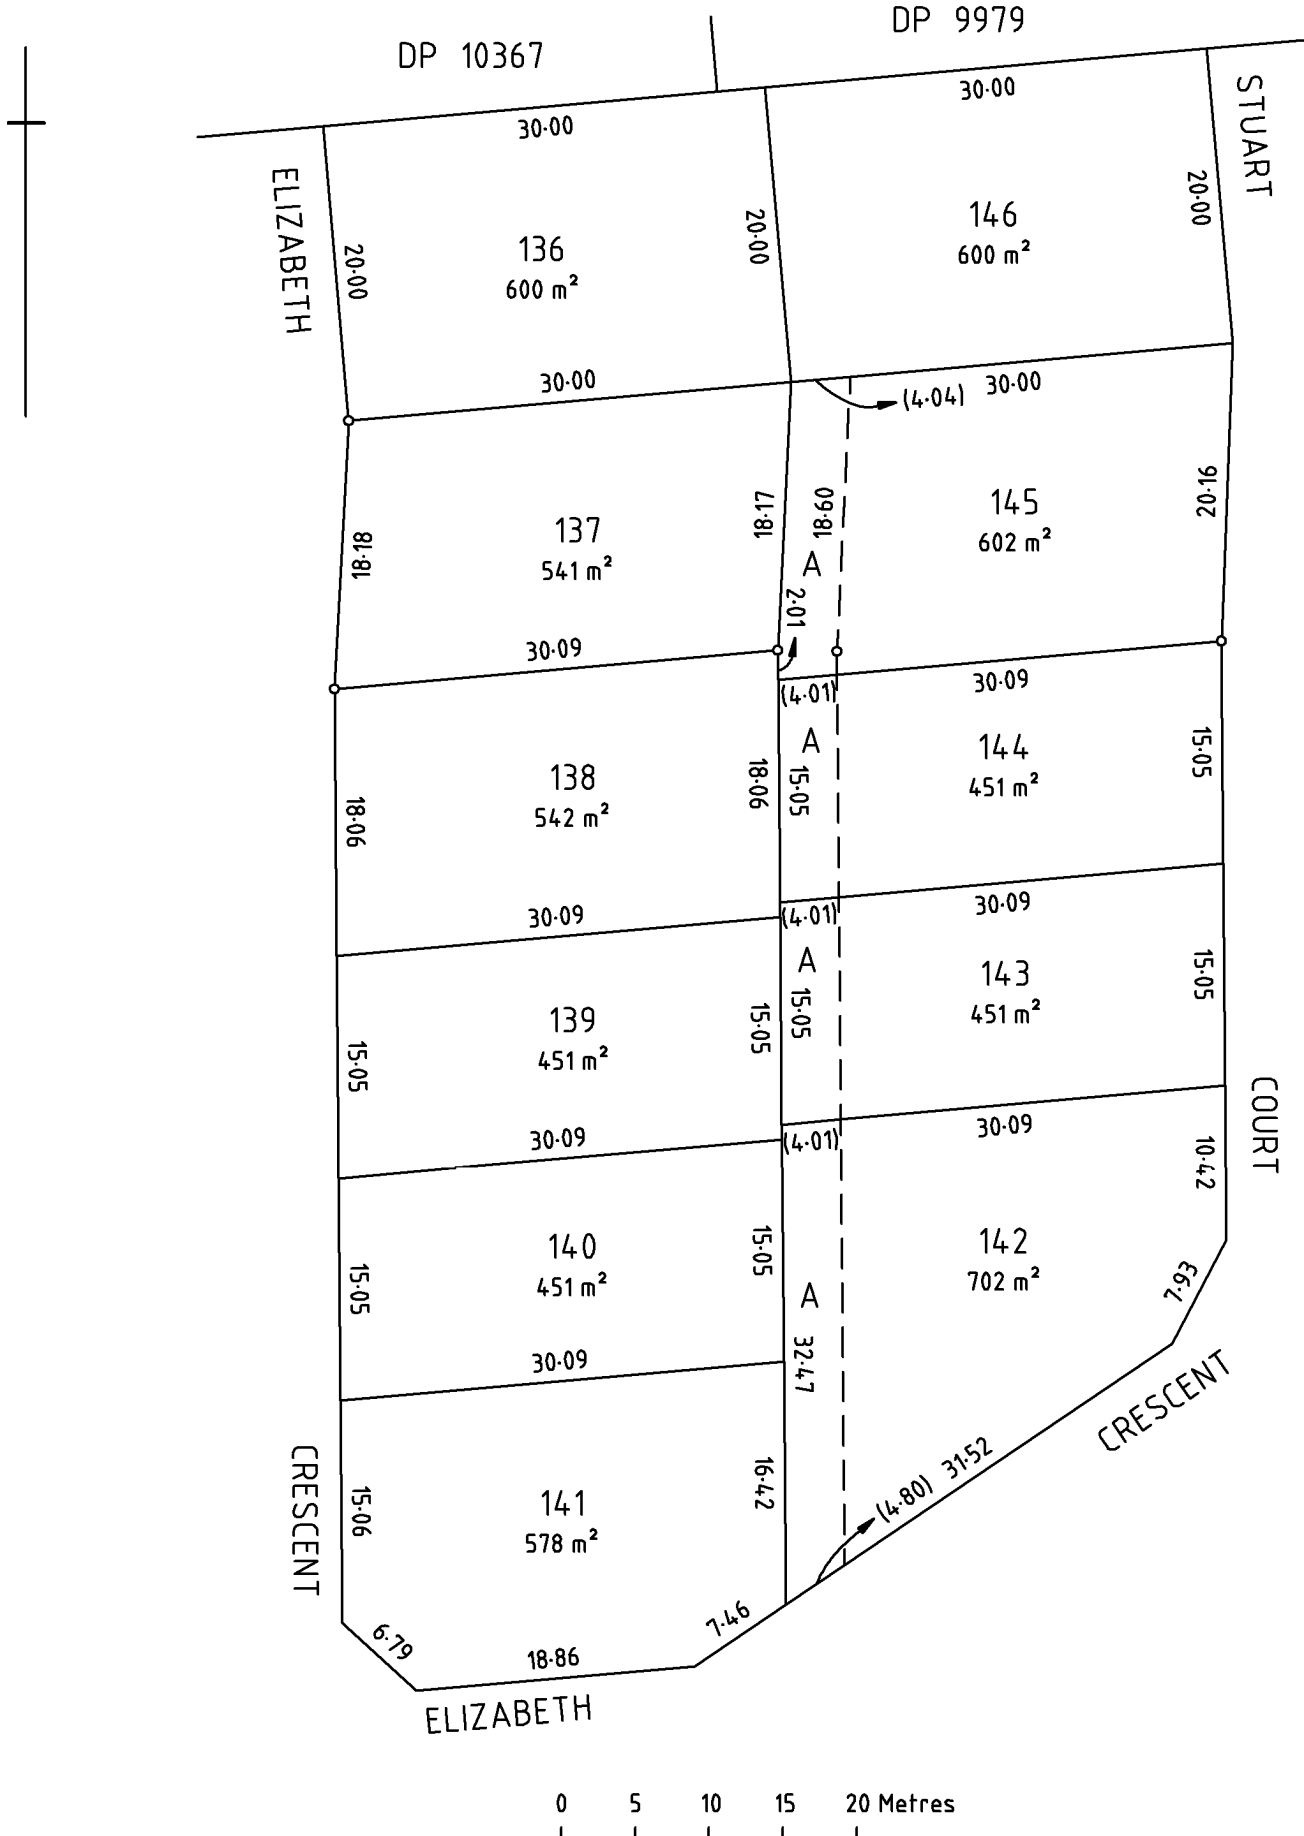 DP 10367
DP 9979
30·00
30·00
ELIZABETH
STUART
20·00
136
600 m²
20·00
146
600 m²
20·00
30·00
(4·04)
30·00
18·18
137
541 m²
18·17
18·60
A
2·01
145
602 m²
20·16
30·09
(4·01)
30·09
18·06
138
542 m²
18·06
A
15·05
144
451 m²
15·05
30·09
(4·01)
30·09
15·05
139
451 m²
15·05
A
15·05
143
451 m²
15·05
COURT
30·09
(4·01)
30·09
10·42
15·05
140
451 m²
15·05
A
32·47
142
702 m²
7·93
30·09
CRESCENT
CRESCENT
15·06
141
578 m²
16·42
(4·80)
31·52
6·79
18·86
7·46
ELIZABETH
0 5 10 15 20 Metres